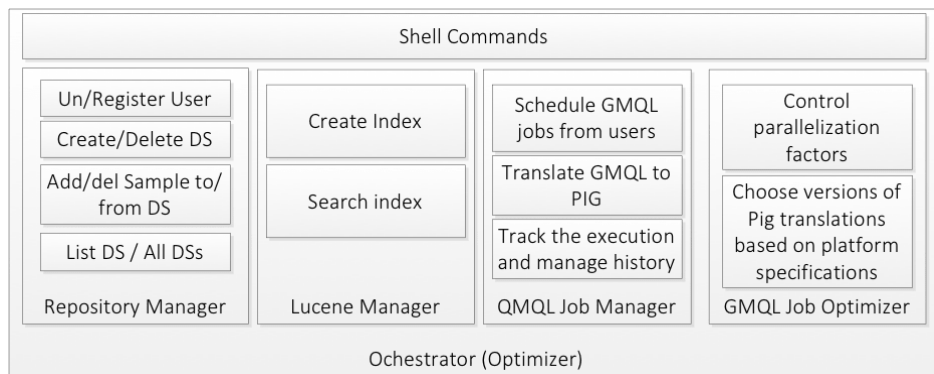 Shell Commands
Un/Register User
Create/Delete DS
Add/del Sample to/
from DS
List DS / All DSs
Repository Manager
Create Index
Search index
Lucene Manager
Schedule GMQL
jobs from users
Translate GMQL to
PIG
Track the execution
and manage history
QMQL Job Manager
Control
parallelization
factors
Choose versions of
Pig translations
based on platform
specifications
GMQL Job Optimizer
Ochestrator (Optimizer)